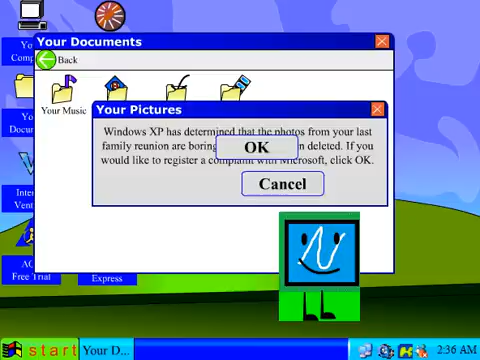 Your Documents
Back
Your Music
Your Pictures
Windows XP has determined that the photos from your last
family reunion are boring
deleted. If you
would like to register a complaint with Microsoft, click OK.
OK
Cancel
Free Trial
Express
start
Your D...
2:36 AM